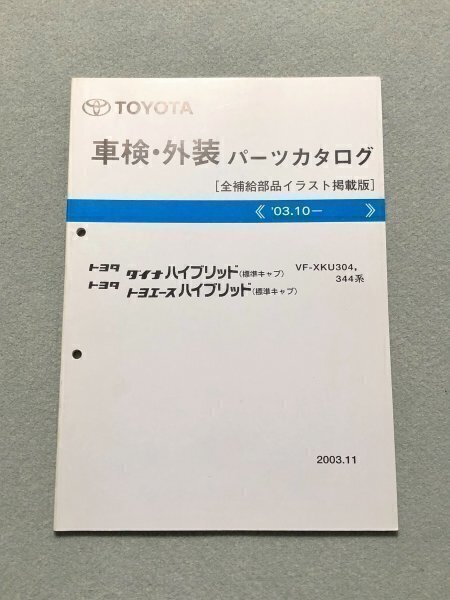 TOYOTA
車検・外装 パーツカタログ
[全補給部品イラスト掲載版]
《 '03.10ー 》
トヨタ ダイナ ハイブリッド(標準キャブ) VF-XKU304,
344系
トヨタ トヨエース ハイブリッド(標準キャブ)
2003.11